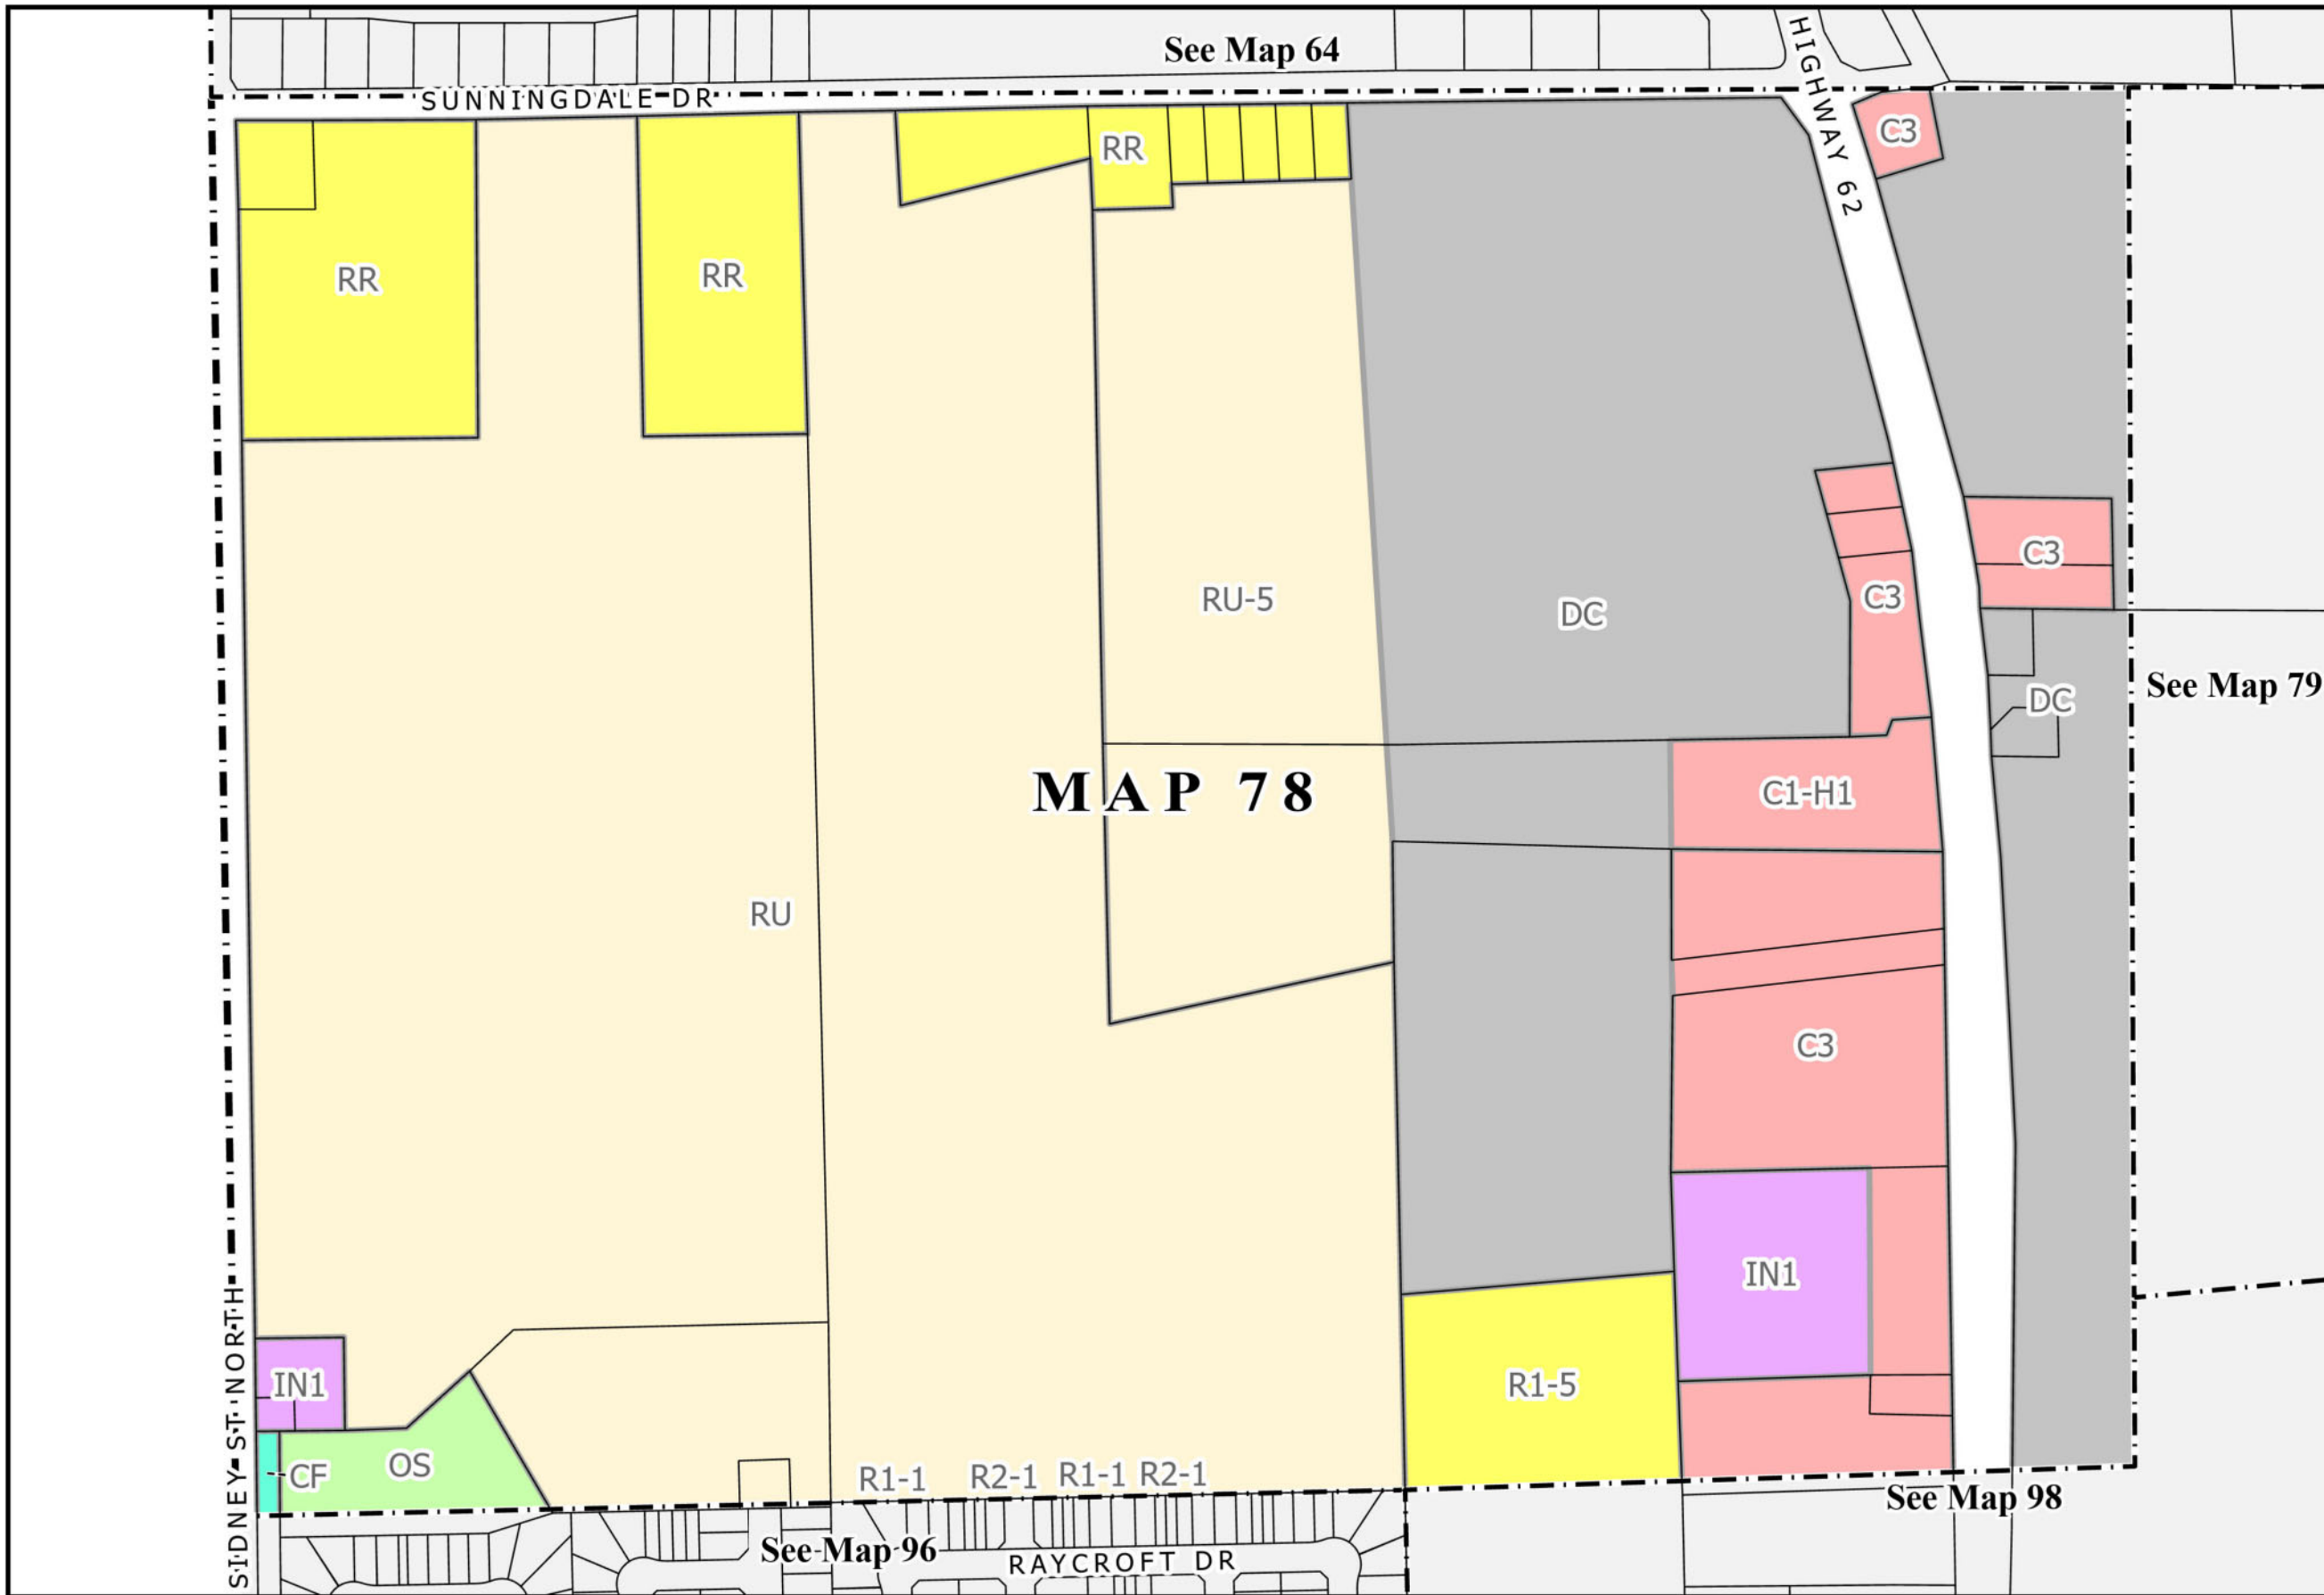 See Map 64
SUNNINGDALE DR
HIGHWAY 62
C3
RR
RR
RR
C3
C3
RU-5
DC
See Map 79
DC
MAP 78
C1-H1
RU
C3
IN1
R1-5
IN1
CF
OS
R1-1
R2-1
R1-1
R2-1
SIDNEY ST NORTH
See Map 98
See Map 96
RAYCROFT DR